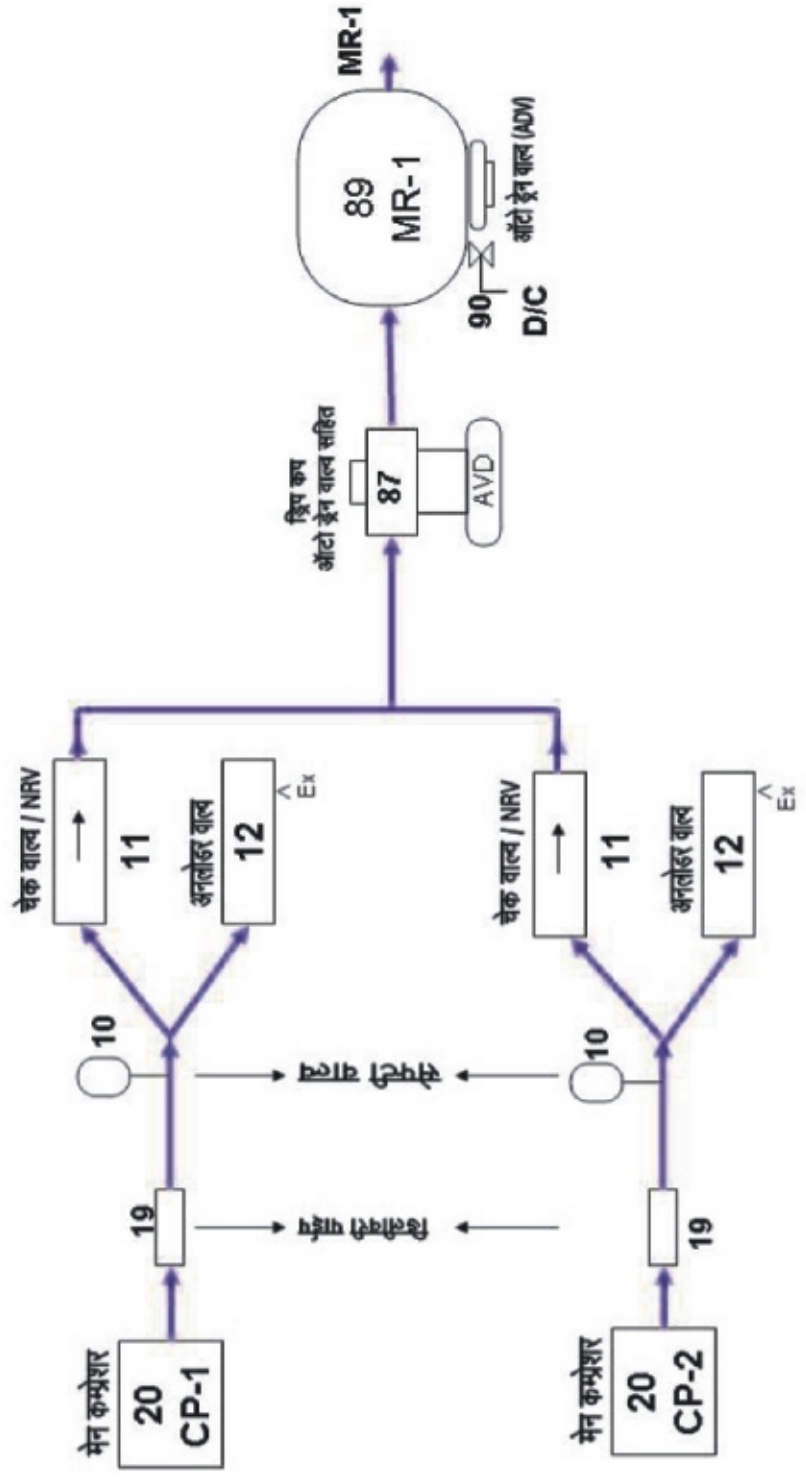 मेन कम्प्रेशर
20
CP-1
19
10
चेक वाल्व / NRV
11
अनलोडर वाल्व
12
Ex
डिलीवरी पाईप
सेफ्टी वाल्व
मेन कम्प्रेशर
20
CP-2
19
10
चेक वाल्व / NRV
11
अनलोडर वाल्व
12
Ex
ड्रिप कप
ऑटो ड्रेन वाल्व सहित
87
AVD
89
MR-1
MR-1
90
D/C
ऑटो ड्रेन वाल्व (ADV)